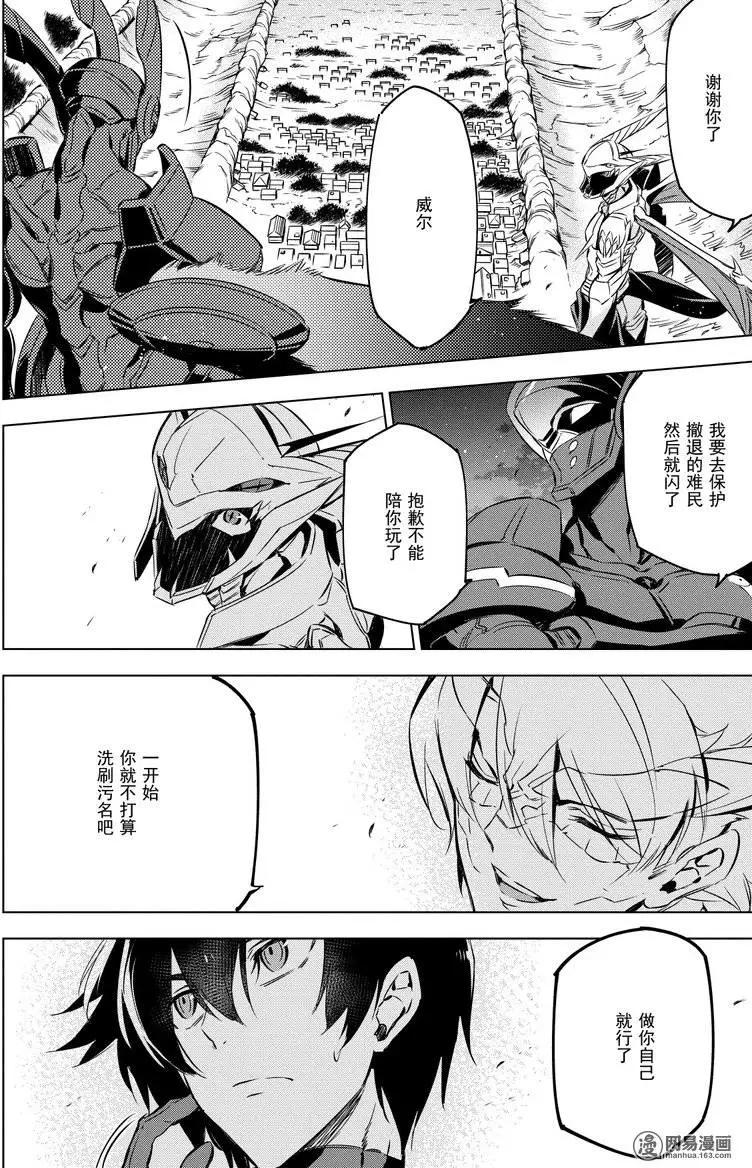 谢谢你了
威尔
我要去保护
撤退的难民
然后就闪了
抱歉不能
陪你玩了
一开始
你就不打算
洗刷污名吧
做你自己
就行了
漫 网易漫画
manhua.163.com